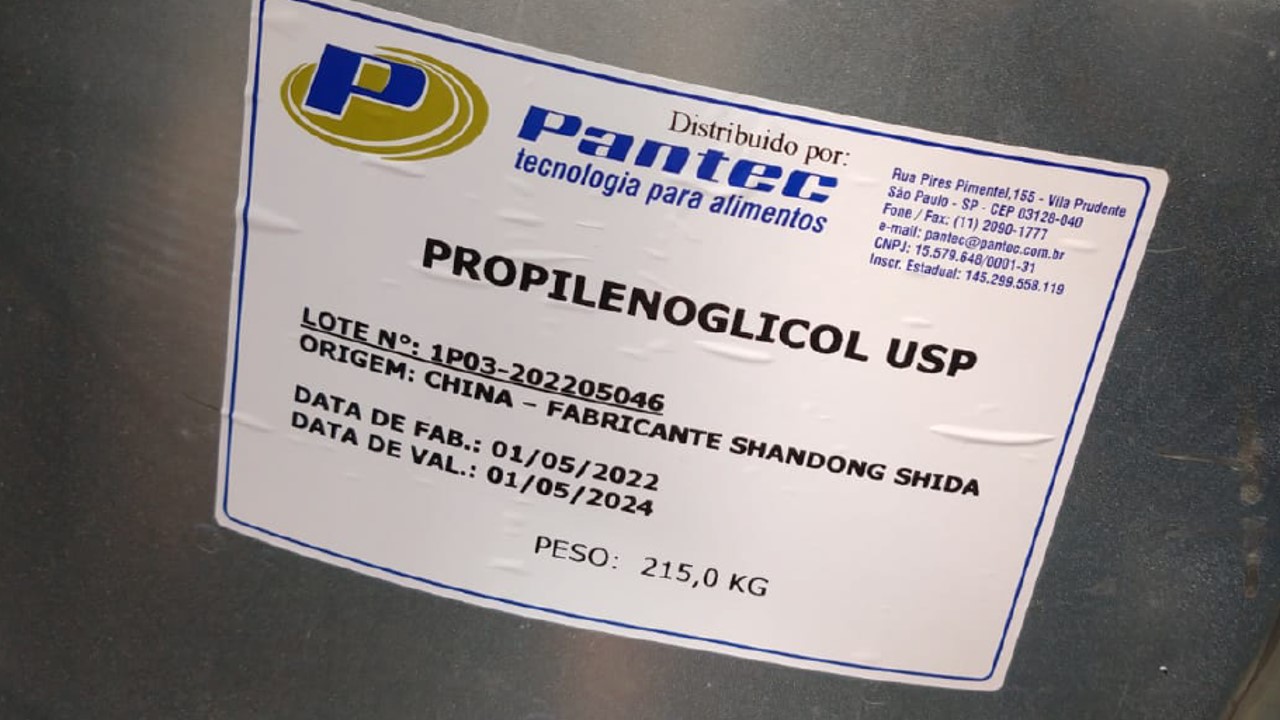 P
Distribuido por:
Pantec
tecnologia para alimentos
Rua Pires Pimentel,155 - Vila Prudente
São Paulo - SP - CEP 03128-040
Fone / Fax: (11) 2090-1777
e-mail: pantec@pantec.com.br
CNPJ: 15.579.648/0001-31
Inscr. Estadual: 145.299.558.119
PROPILENOGLICOL USP
LOTE Nº: 1P03-202205046
ORIGEM: CHINA – FABRICANTE SHANDONG SHIDA
DATA DE FAB.: 01/05/2022
DATA DE VAL.: 01/05/2024
PESO: 215,0 KG